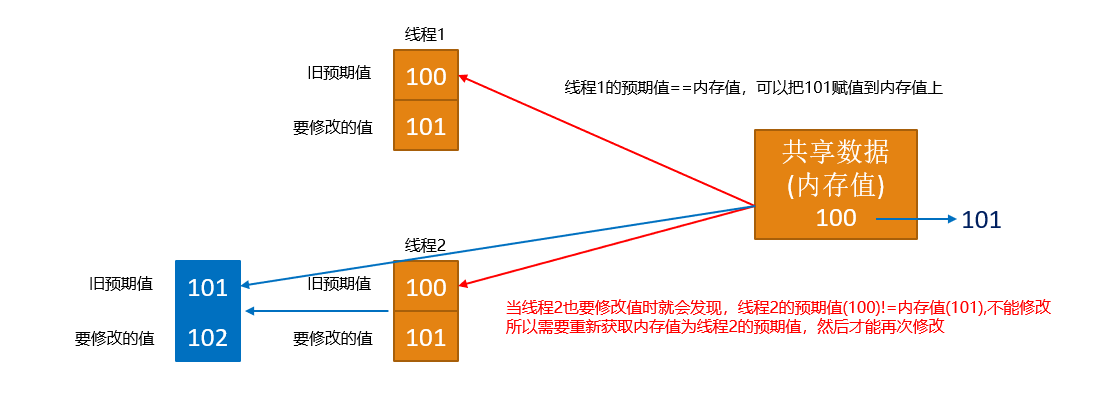 线程1
旧预期值
100
要修改的值
101
线程1的预期值==内存值，可以把101赋值到内存值上
共享数据
(内存值)
100
101
线程2
旧预期值
101
旧预期值
100
要修改的值
102
要修改的值
101
当线程2也要修改值时就会发现，线程2的预期值(100)!=内存值(101),不能修改
所以需要重新获取内存值为线程2的预期值，然后才能再次修改